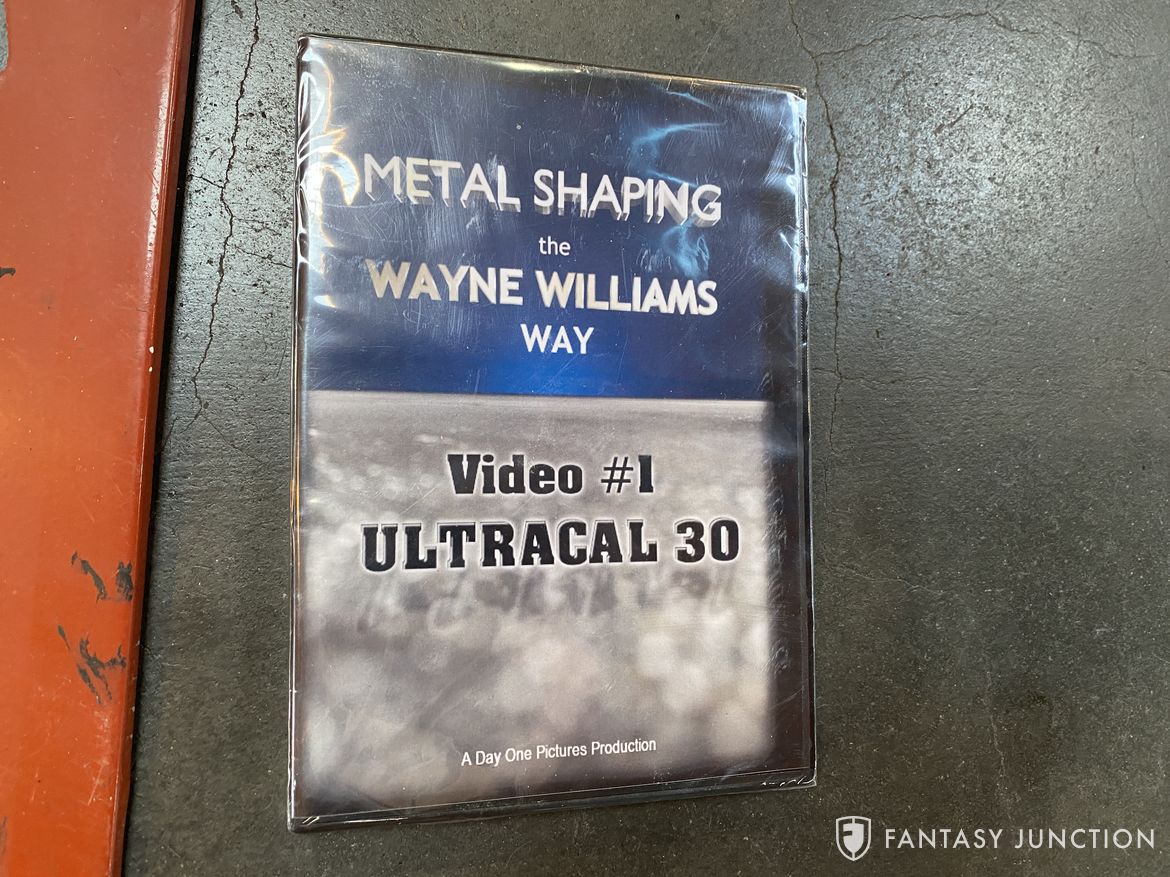 METAL SHAPING
the
WAYNE WILLIAMS
WAY
Video #1
ULTRACAL 30
A Day One Pictures Production
FANTASY JUNCTION